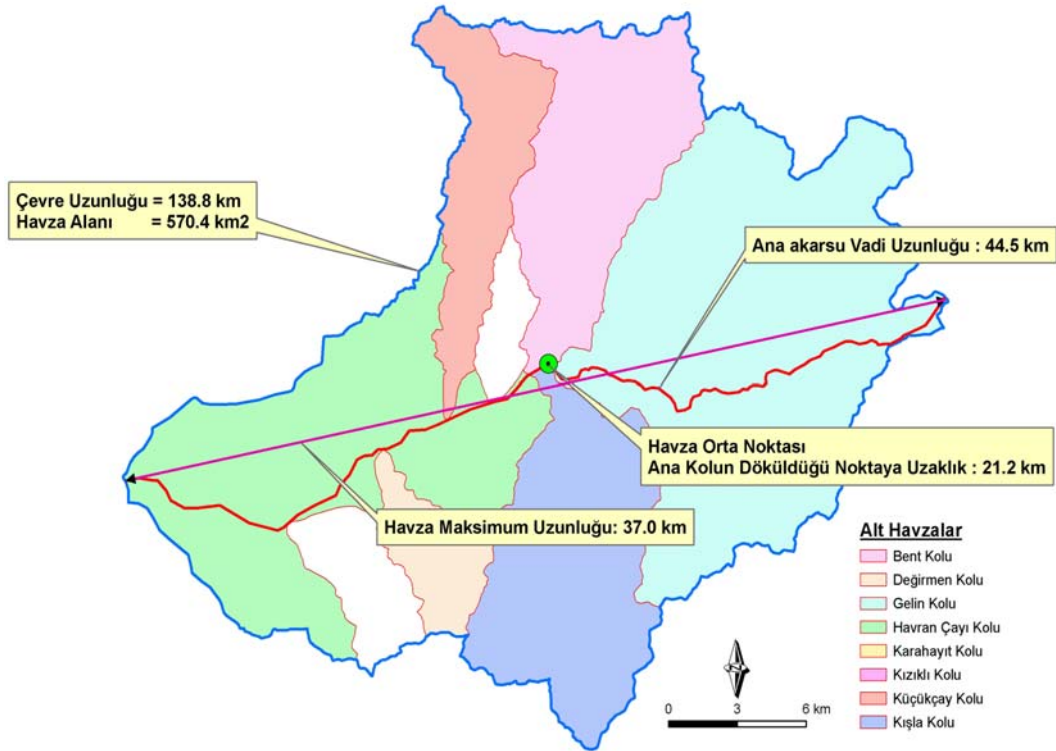 Çevre Uzunluğu = 138.8 km
Havza Alanı = 570.4 km2
Ana akarsu Vadi Uzunluğu : 44.5 km
Havza Orta Noktası
Ana Kolun Döküldüğü Noktaya Uzaklık : 21.2 km
Havza Maksimum Uzunluğu: 37.0 km
Alt Havzalar
Bent Kolu
Değirmen Kolu
Gelin Kolu
Havran Çayı Kolu
Karahayıt Kolu
Kızıklı Kolu
Küçükçay Kolu
Kışla Kolu
0 3 6 km